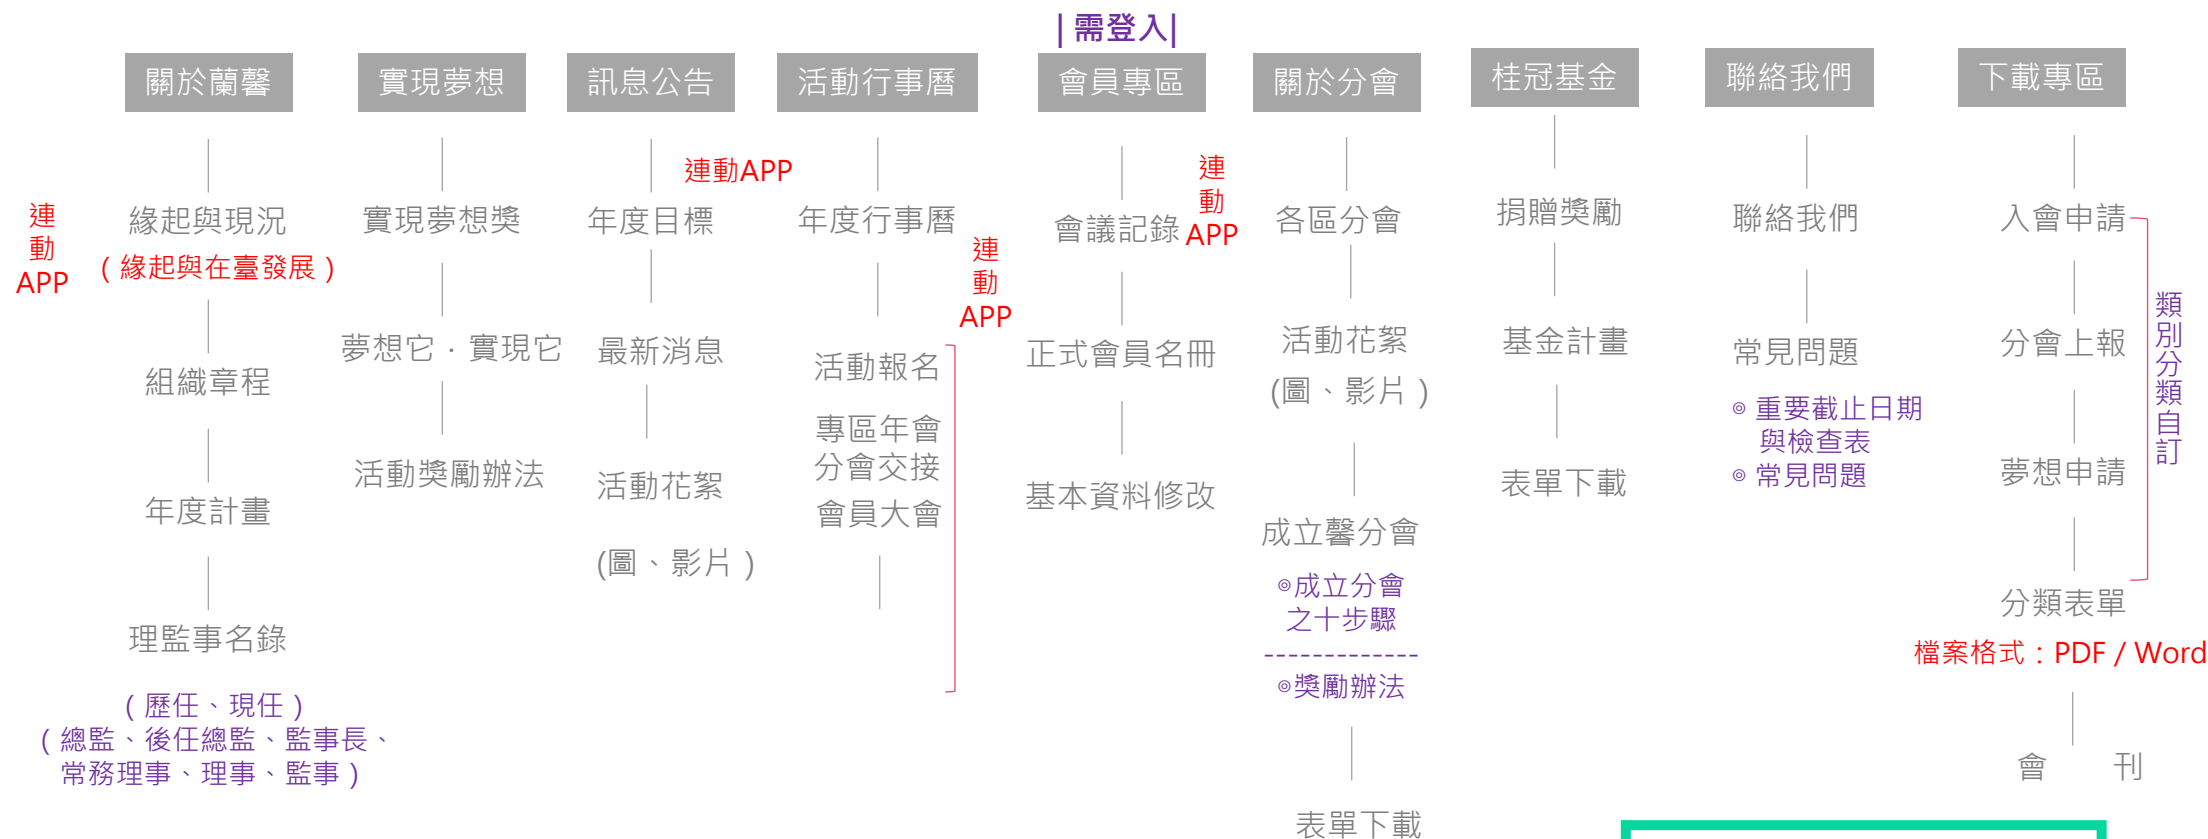 | 需登入|
關於蘭馨
實現夢想
訊息公告
活動行事曆
會員專區
關於分會
桂冠基金
聯絡我們
下載專區
連
動
APP
緣起與現況
( 緣起與在臺發展 )
組織章程
年度計畫
理監事名錄
( 歷任、現任 )
( 總監、後任總監、監事長、
常務理事、理事、監事 )
實現夢想獎
夢想它．實現它
活動獎勵辦法
連動APP
年度目標
最新消息
活動花絮
(圖、影片 )
年度行事曆
連
動
APP
活動報名
專區年會
分會交接
會員大會
會議記錄
正式會員名冊
基本資料修改
連
動
APP
各區分會
活動花絮
(圖、影片 )
成立馨分會
◎成立分會
之十步驟
-------------
◎獎勵辦法
表單下載
捐贈獎勵
基金計畫
表單下載
聯絡我們
常見問題
◎ 重要截止日期
與檢查表
◎ 常見問題
入會申請
分會上報
夢想申請
分類表單
檔案格式：PDF / Word
會　　刊
類別分類自訂